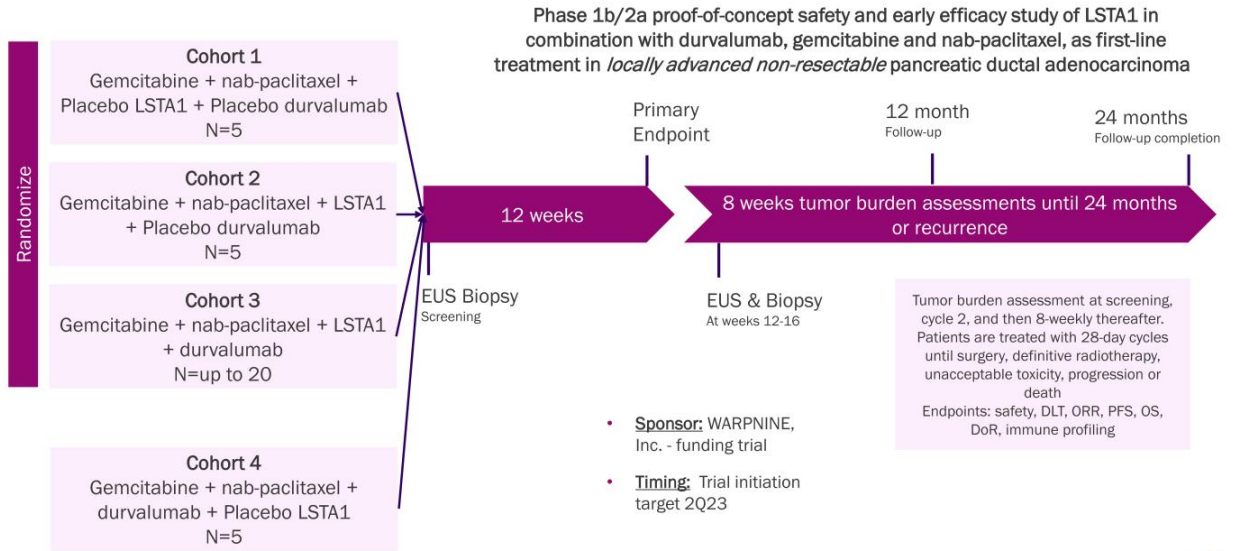 Phase 1b/2a proof-of-concept safety and early efficacy study of LSTA1 in
combination with durvalumab, gemcitabine and nab-paclitaxel, as first-line
treatment in locally advanced non-resectable pancreatic ductal adenocarcinoma
Randomize
Cohort 1
Gemcitabine + nab-paclitaxel +
Placebo LSTA1 + Placebo durvalumab
N=5
Cohort 2
Gemcitabine + nab-paclitaxel + LSTA1
+ Placebo durvalumab
N=5
Cohort 3
Gemcitabine + nab-paclitaxel + LSTA1
+ durvalumab
N=up to 20
Cohort 4
Gemcitabine + nab-paclitaxel +
durvalumab + Placebo LSTA1
N=5
Primary
Endpoint
12 month
Follow-up
24 months
Follow-up completion
12 weeks
8 weeks tumor burden assessments until 24 months
or recurrence
EUS Biopsy
Screening
EUS & Biopsy
At weeks 12-16
Tumor burden assessment at screening,
cycle 2, and then 8-weekly thereafter.
Patients are treated with 28-day cycles
until surgery, definitive radiotherapy,
unacceptable toxicity, progression or
death
Endpoints: safety, DLT, ORR, PFS, OS,
DoR, immune profiling
• Sponsor: WARPNINE,
Inc. - funding trial
• Timing: Trial initiation
target 2Q23